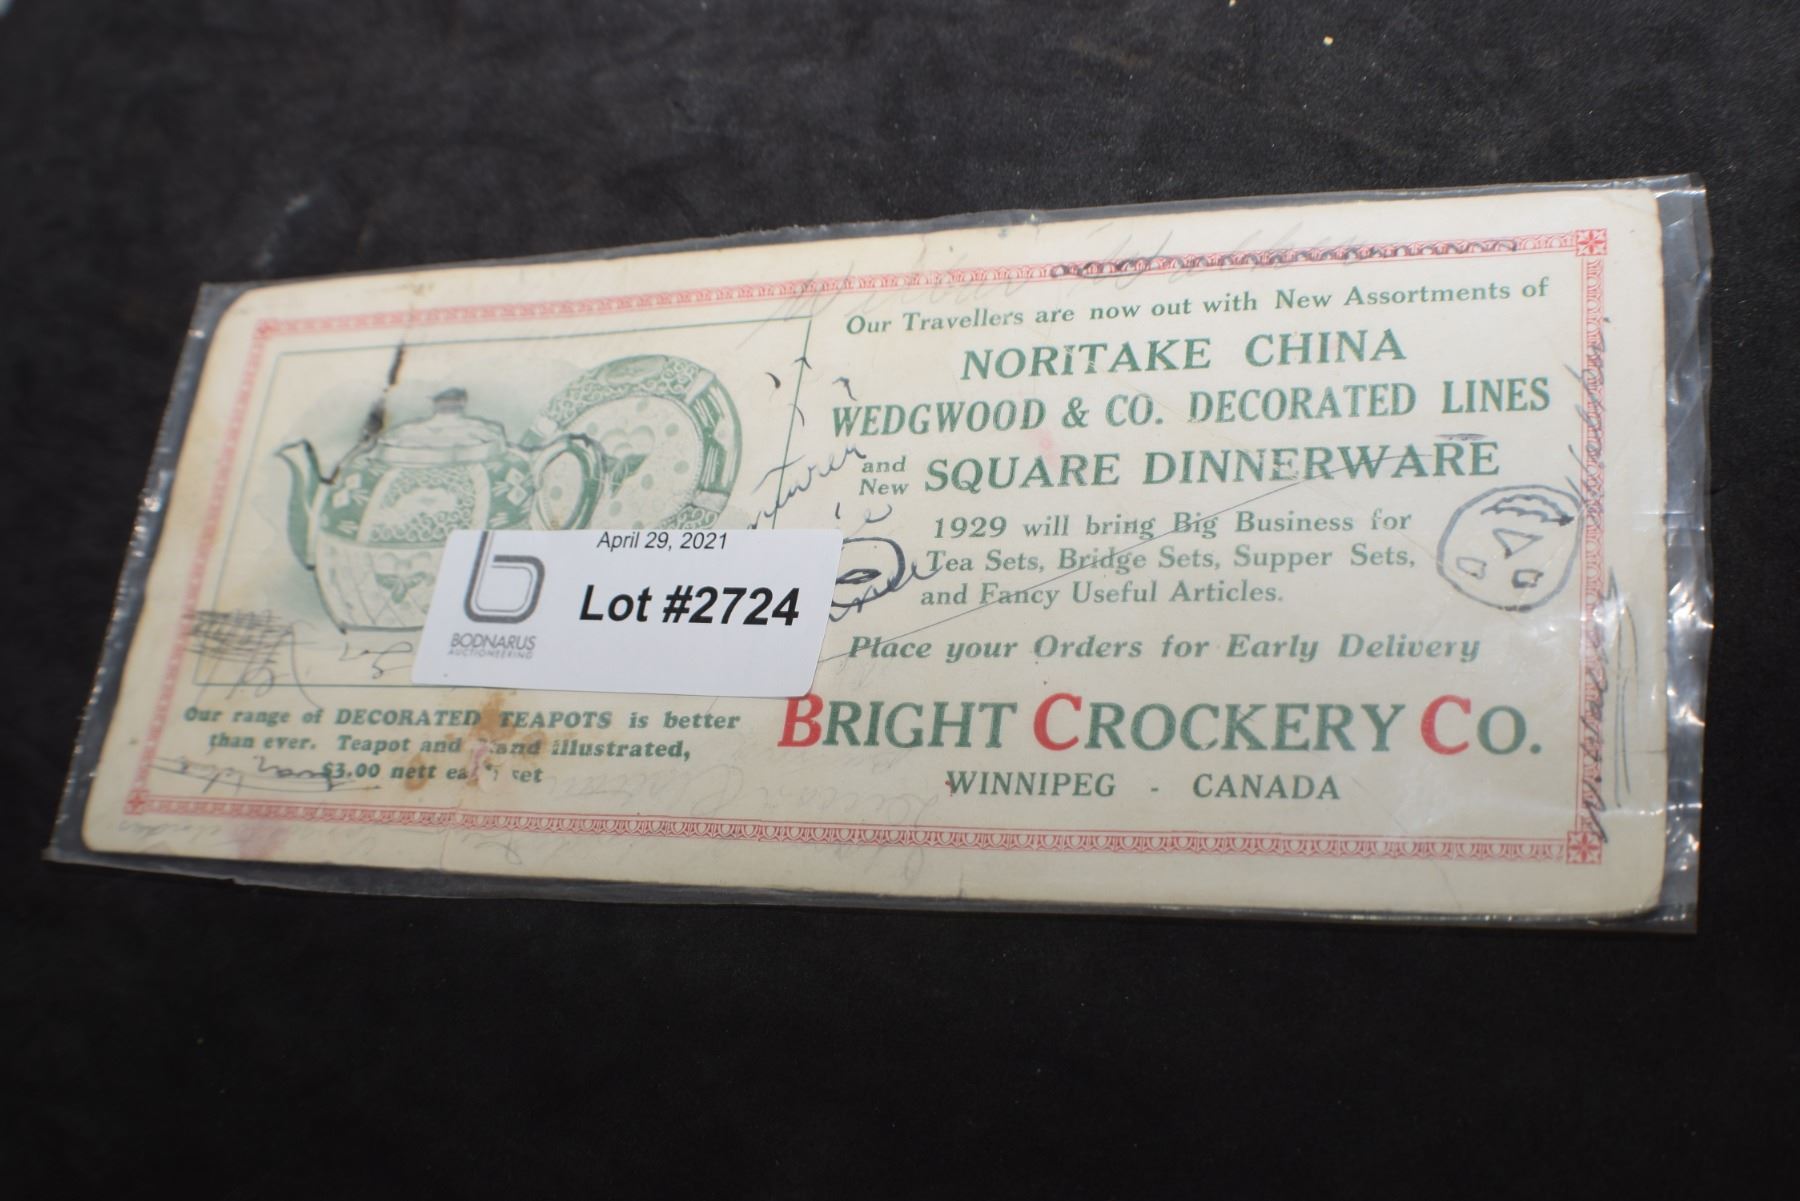 Our Travellers are now out with New Assortments of
NORITAKE CHINA
WEDGWOOD & CO. DECORATED LINES
and New SQUARE DINNERWARE
1929 will bring Big Business for
Tea Sets, Bridge Sets, Supper Sets,
and Fancy Useful Articles.
Place your Orders for Early Delivery
BRIGHT CROCKERY CO.
WINNIPEG - CANADA
April 29, 2021
Lot #2724
BODNARUS
AUCTIONEERING
Our range of DECORATED TEAPOTS is better
than ever. Teapot and illustrated,
$3.00 nett